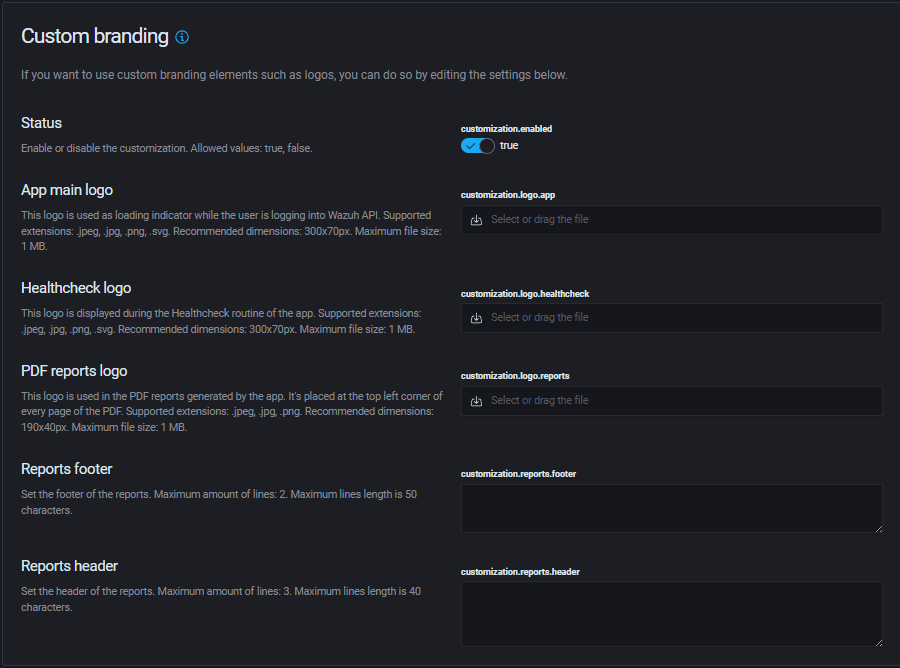 Custom branding
If you want to use custom branding elements such as logos, you can do so by editing the settings below.
Status
Enable or disable the customization. Allowed values: true, false.
customization.enabled
true
App main logo
This logo is used as loading indicator while the user is logging into Wazuh API. Supported
extensions: .jpeg, .jpg, .png, .svg. Recommended dimensions: 300x70px. Maximum file size:
1 MB.
customization.logo.app
Select or drag the file
Healthcheck logo
This logo is displayed during the Healthcheck routine of the app. Supported extensions:
.jpeg, .jpg, .png, .svg. Recommended dimensions: 300x70px. Maximum file size: 1 MB.
customization.logo.healthcheck
Select or drag the file
PDF reports logo
This logo is used in the PDF reports generated by the app. It's placed at the top left corner of
every page of the PDF. Supported extensions: .jpeg, .jpg, .png. Recommended dimensions:
190x40px. Maximum file size: 1 MB.
customization.logo.reports
Select or drag the file
Reports footer
Set the footer of the reports. Maximum amount of lines: 2. Maximum lines length is 50
characters.
customization.reports.footer
Reports header
Set the header of the reports. Maximum amount of lines: 3. Maximum lines length is 40
characters.
customization.reports.header